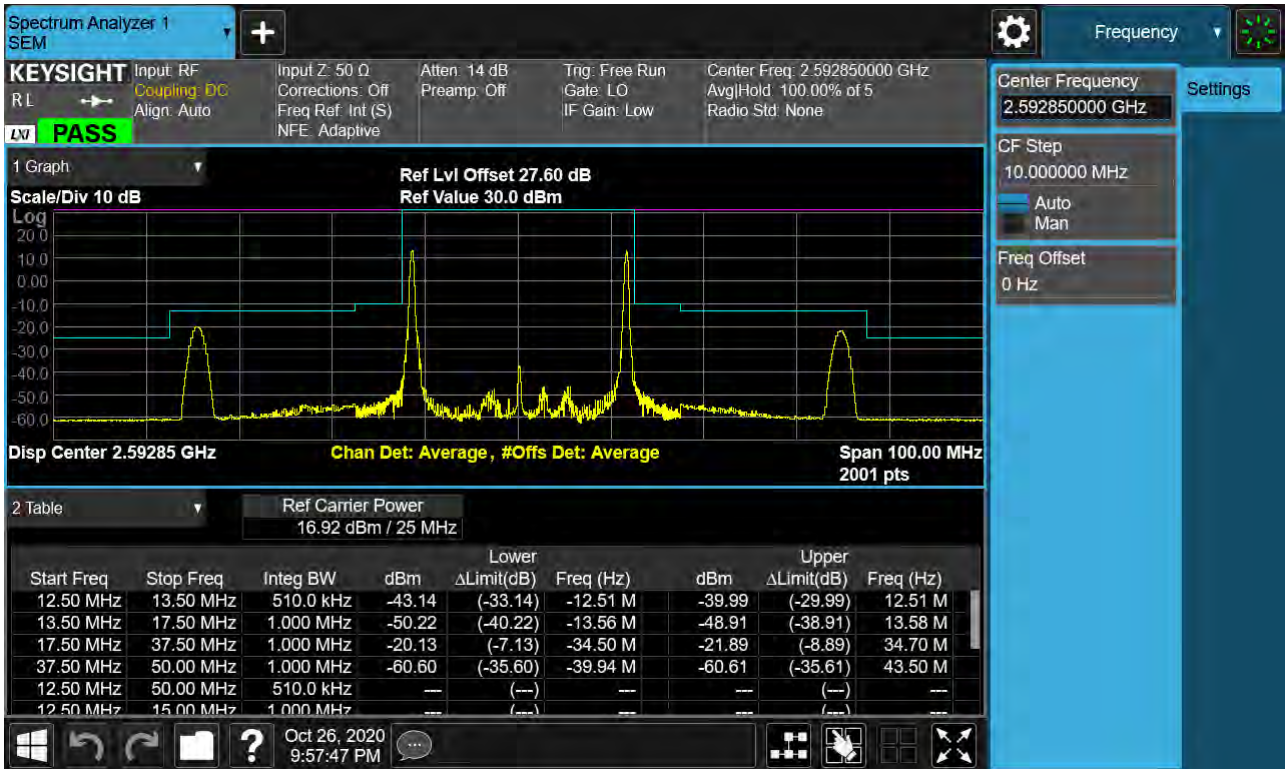 Spectrum Analyzer 1
SEM
Frequency
KEYSIGHT
R L
LXI
PASS
Input: RF
Coupling: DC
Align: Auto
Input Z: 50 Ω
Corrections: Off
Freq Ref: Int (S)
NFE: Adaptive
Atten: 14 dB
Preamp: Off
Trig: Free Run
Gate: LO
IF Gain: Low
Center Freq: 2.592850000 GHz
Avg|Hold: 100.00% of 5
Radio Std: None
Center Frequency
2.592850000 GHz
Settings
CF Step
10.000000 MHz
Auto
Man
Freq Offset
0 Hz
1 Graph
Scale/Div 10 dB
Ref Lvl Offset 27.60 dB
Ref Value 30.0 dBm
Log
20.0
10.0
0.00
-10.0
-20.0
-30.0
-40.0
-50.0
-60.0
Disp Center 2.59285 GHz
Chan Det: Average, #Offs Det: Average
Span 100.00 MHz
2001 pts
2 Table
Ref Carrier Power
16.92 dBm / 25 MHz
Lower Upper
Start Freq Stop Freq Integ BW dBm ΔLimit(dB) Freq (Hz) dBm ΔLimit(dB) Freq (Hz)
12.50 MHz 13.50 MHz 510.0 kHz -43.14 (-33.14) -12.51 M -39.99 (-29.99) 12.51 M
13.50 MHz 17.50 MHz 1.000 MHz -50.22 (-40.22) -13.56 M -48.91 (-38.91) 13.58 M
17.50 MHz 37.50 MHz 1.000 MHz -20.13 (-7.13) -34.50 M -21.89 (-8.89) 34.70 M
37.50 MHz 50.00 MHz 1.000 MHz -60.60 (-35.60) -39.94 M -60.61 (-35.61) 43.50 M
12.50 MHz 50.00 MHz 510.0 kHz --- (---) --- --- (---) ---
12.50 MHz 15.00 MHz 1.000 MHz --- (---) --- --- (---) ---
?
Oct 26, 2020
9:57:47 PM